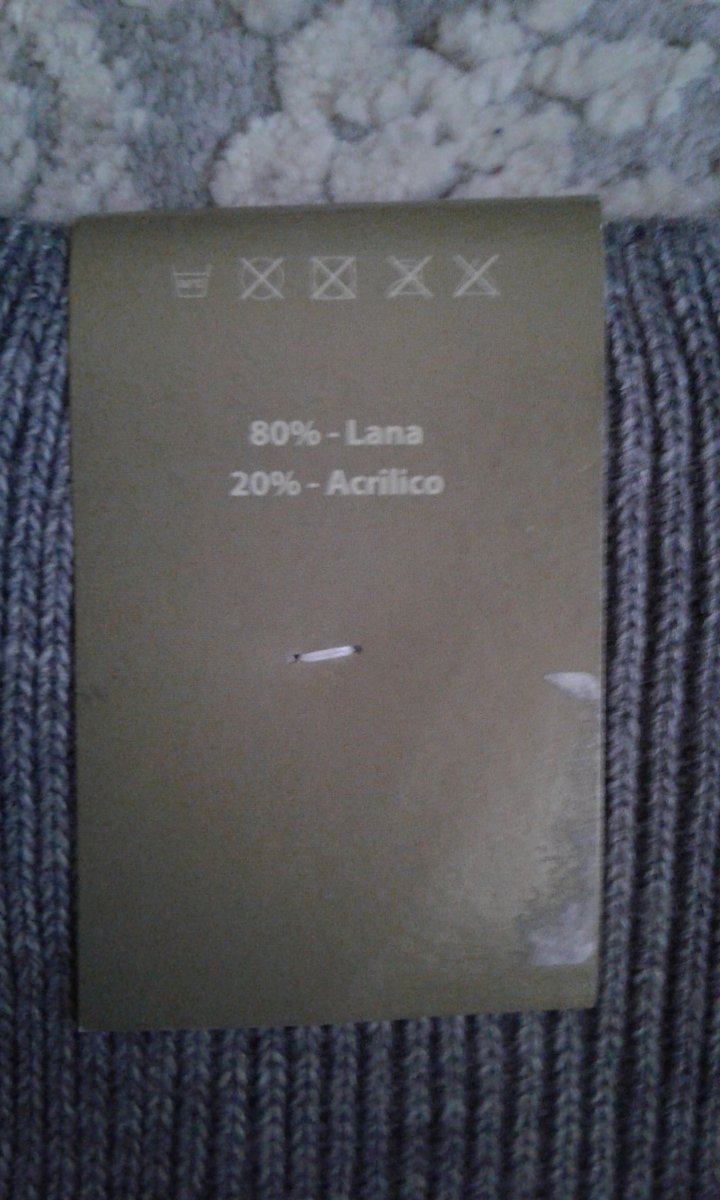 80% - Lana
20% - Acrilico